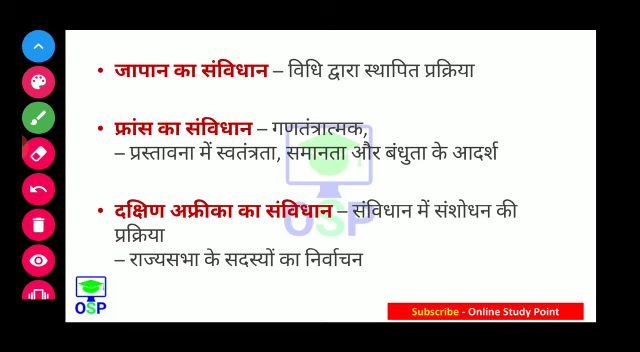 • जापान का संविधान – विधि द्वारा स्थापित प्रक्रिया
• फ्रांस का संविधान – गणतंत्रात्मक,
– प्रस्तावना में स्वतंत्रता, समानता और बंधुता के आदर्श
• दक्षिण अफ्रीका का संविधान – संविधान में संशोधन की
प्रक्रिया
– राज्यसभा के सदस्यों का निर्वाचन
OSP
OSP
Subscribe - Online Study Point